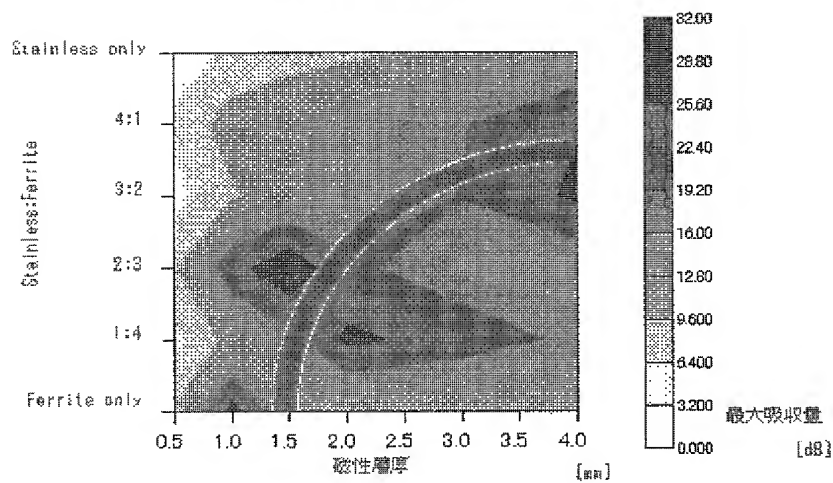 Stainless only
4:1
3:2
2:3
1:4
Ferrite only
Stainless:Ferrite
0.5 1.0 1.5 2.0 2.5 3.0 3.5 4.0
磁性層厚
[mm]
32.00
28.80
25.60
22.40
19.20
16.00
12.80
9.600
6.400
3.200
0.000
最大吸収量
[dB]